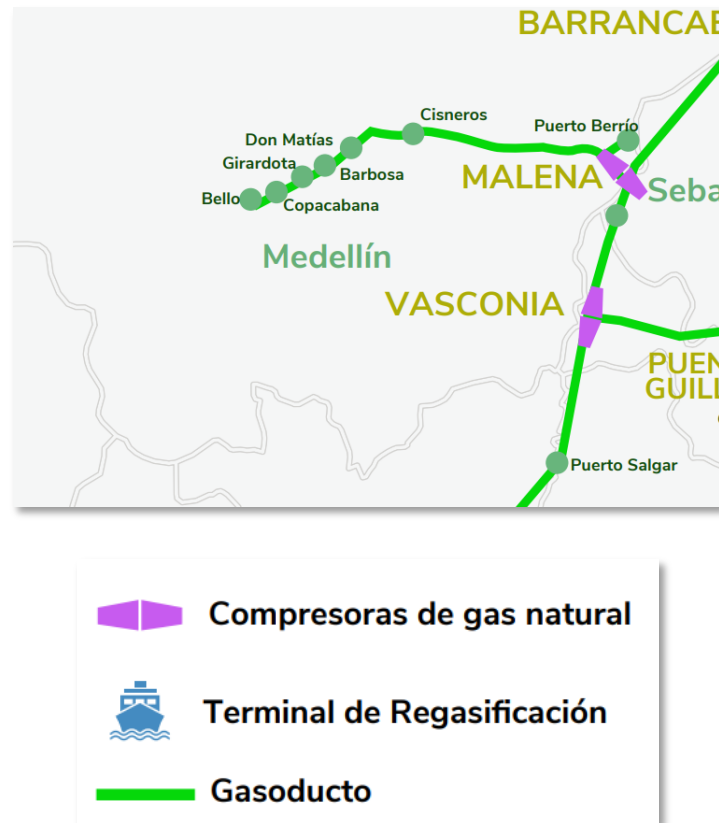 BARRANCAB
Cisneros
Puerto Berrío
Don Matías
Girardota
Barbosa
MALENA
Seba
Bello
Copacabana
Medellín
VASCONIA
PUEN
GUILL
Puerto Salgar
Compresoras de gas natural
Terminal de Regasificación
Gasoducto